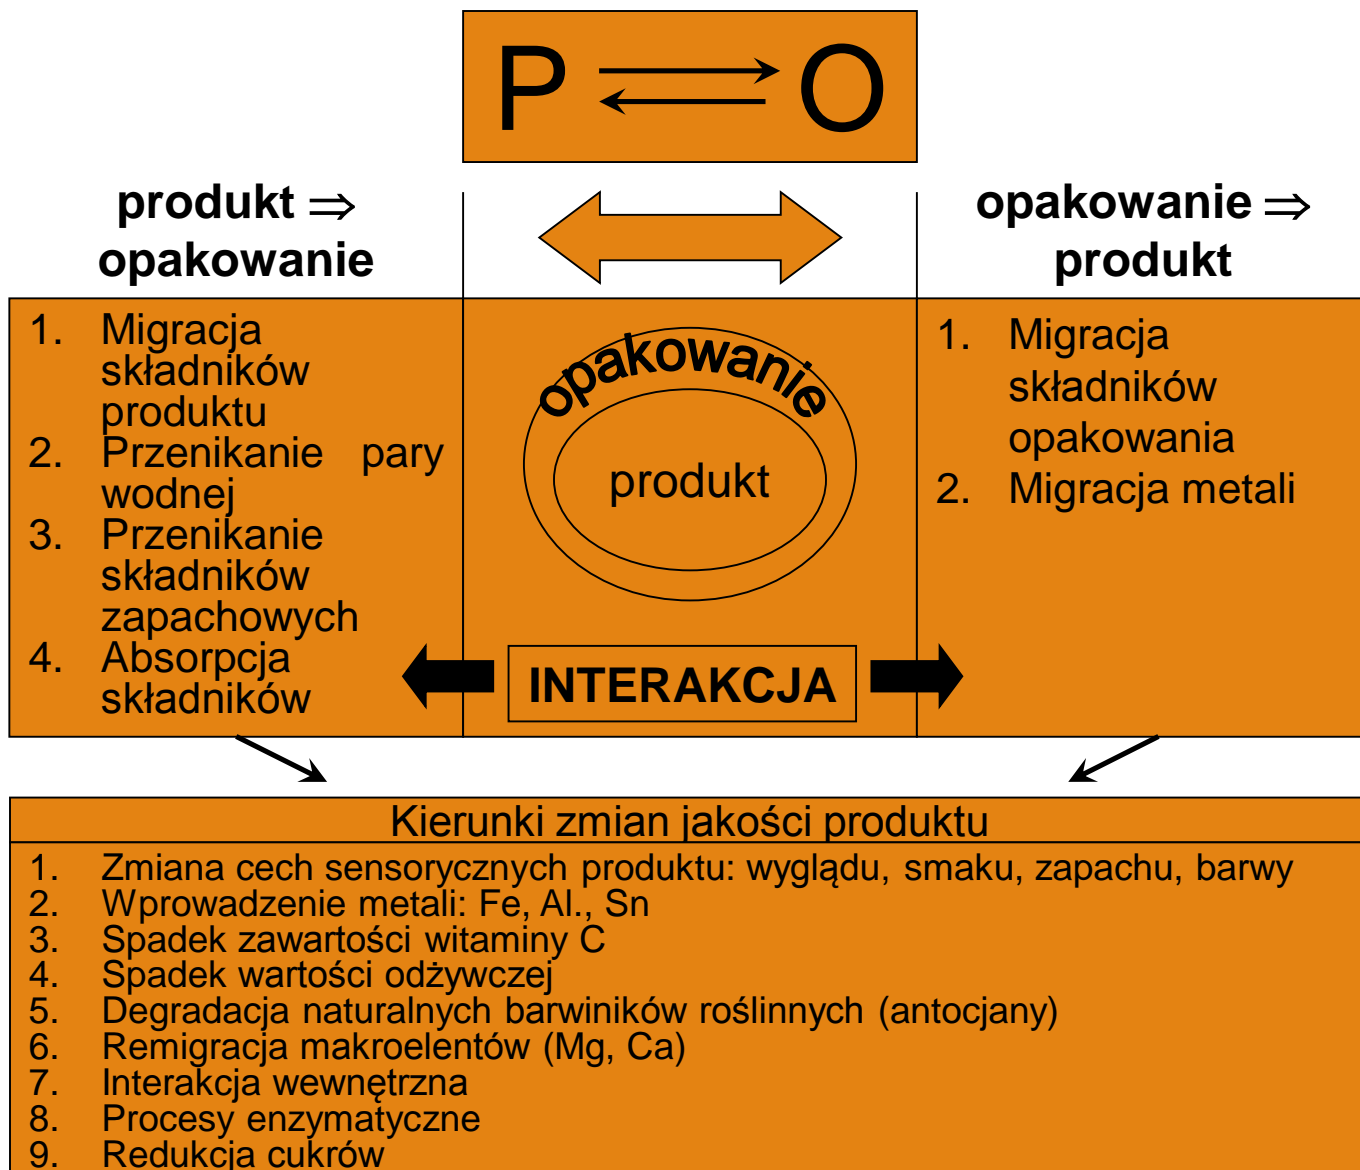 P ⇄ O
produkt ⇒
opakowanie
opakowanie ⇒
produkt
1. Migracja
składników
produktu
2. Przenikanie pary
wodnej
3. Przenikanie
składników
zapachowych
4. Absorpcja
składników
opakowanie
produkt
INTERAKCJA
1. Migracja
składników
opakowania
2. Migracja metali
Kierunki zmian jakości produktu
1. Zmiana cech sensorycznych produktu: wyglądu, smaku, zapachu, barwy
2. Wprowadzenie metali: Fe, Al., Sn
3. Spadek zawartości witaminy C
4. Spadek wartości odżywczej
5. Degradacja naturalnych barwiników roślinnych (antocjany)
6. Remigracja makroelentów (Mg, Ca)
7. Interakcja wewnętrzna
8. Procesy enzymatyczne
9. Redukcja cukrów